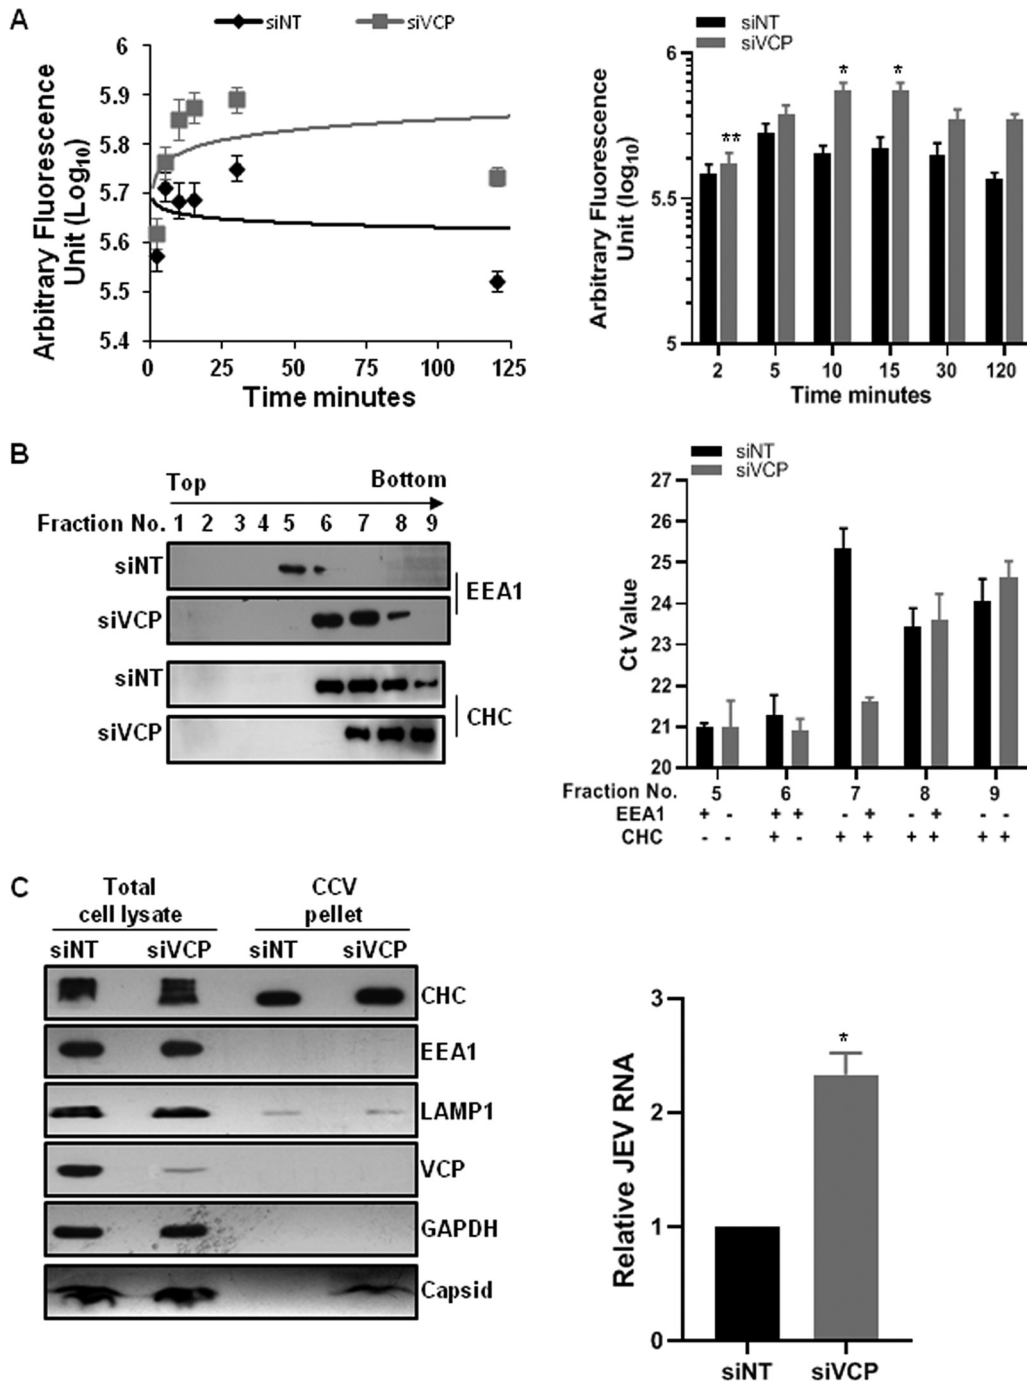 A
siNT
siVCP
6
5.9
5.8
5.7
5.6
5.5
5.4
0 25 50 75 100 125
Time minutes
Arbitrary Fluorescence
Unit (Log10)
siNT
siVCP
6
5.5
5
* *
**
2 5 10 15 30 120
Time minutes
Arbitrary Fluorescence
Unit (log10)
B
Top Bottom
Fraction No. 1 2 3 4 5 6 7 8 9
siNT
siVCP
EEA1
siNT
siVCP
CHC
siNT
siVCP
27
26
25
24
23
22
21
20
Ct Value
Fraction No. 5 6 7 8 9
EEA1 + - + + - + - + - -
CHC - - + - + + + + + +
C
Total
cell lysate
CCV
pellet
siNT siVCP siNT siVCP
CHC
EEA1
LAMP1
VCP
GAPDH
Capsid
3
2
1
0
*
Relative JEV RNA
siNT siVCP